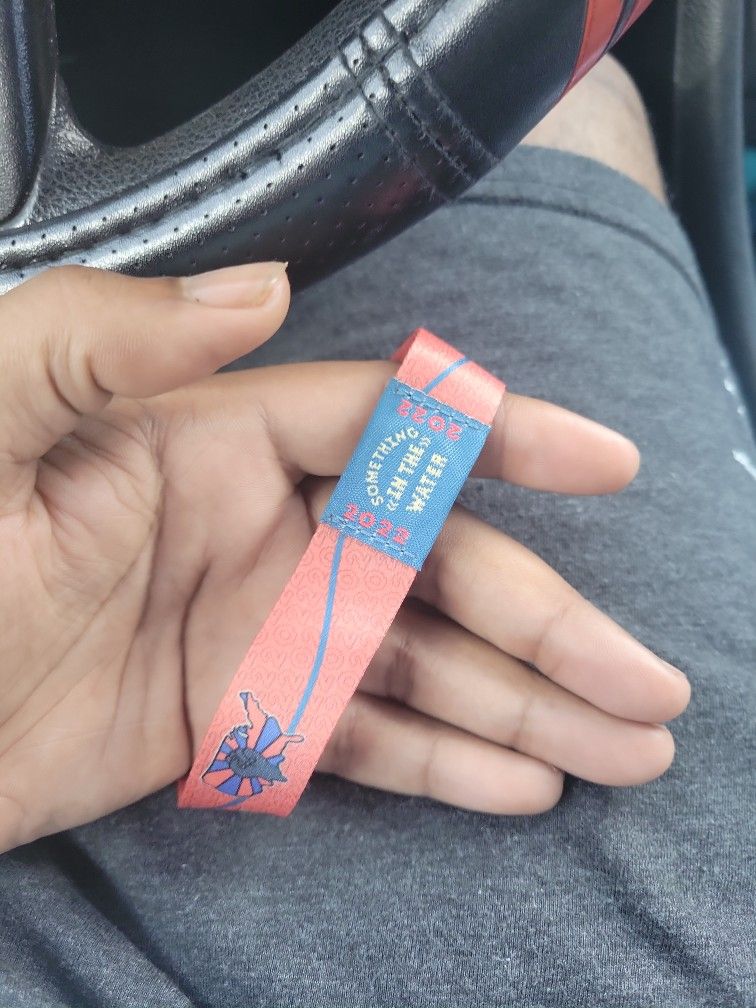 2022
SOMETHING
«IN THE»
WATER
2022